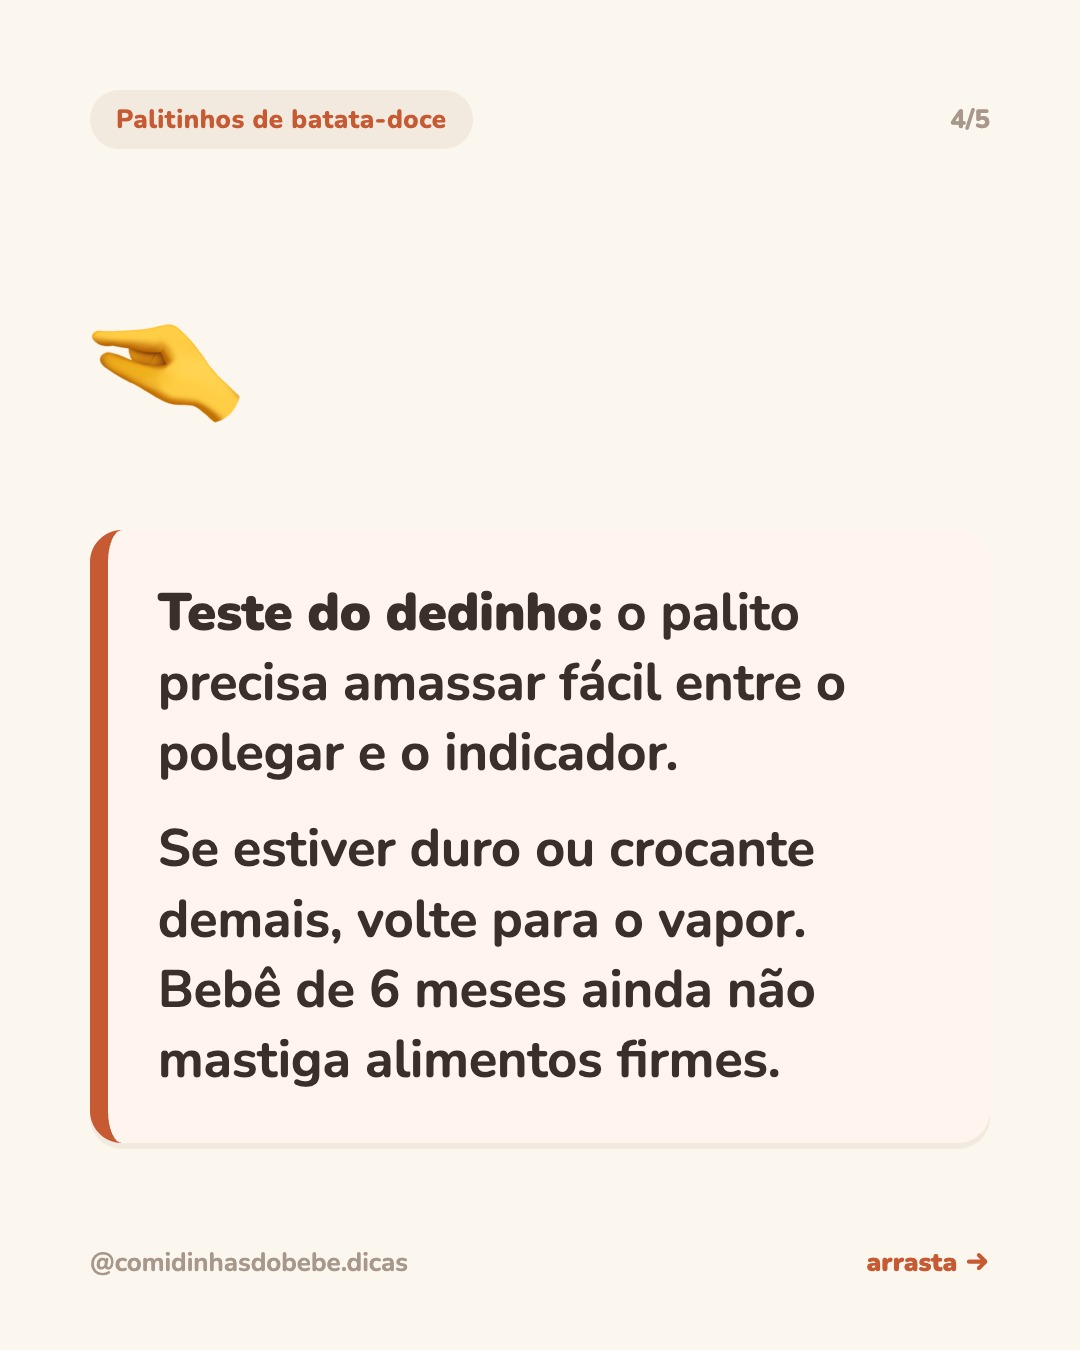 Palitinhos de batata-doce
4/5
Teste do dedinho: o palito
precisa amassar fácil entre o
polegar e o indicador.
Se estiver duro ou crocante
demais, volte para o vapor.
Bebê de 6 meses ainda não
mastiga alimentos firmes.
@comidinhasdobebe.dicas
arrasta →